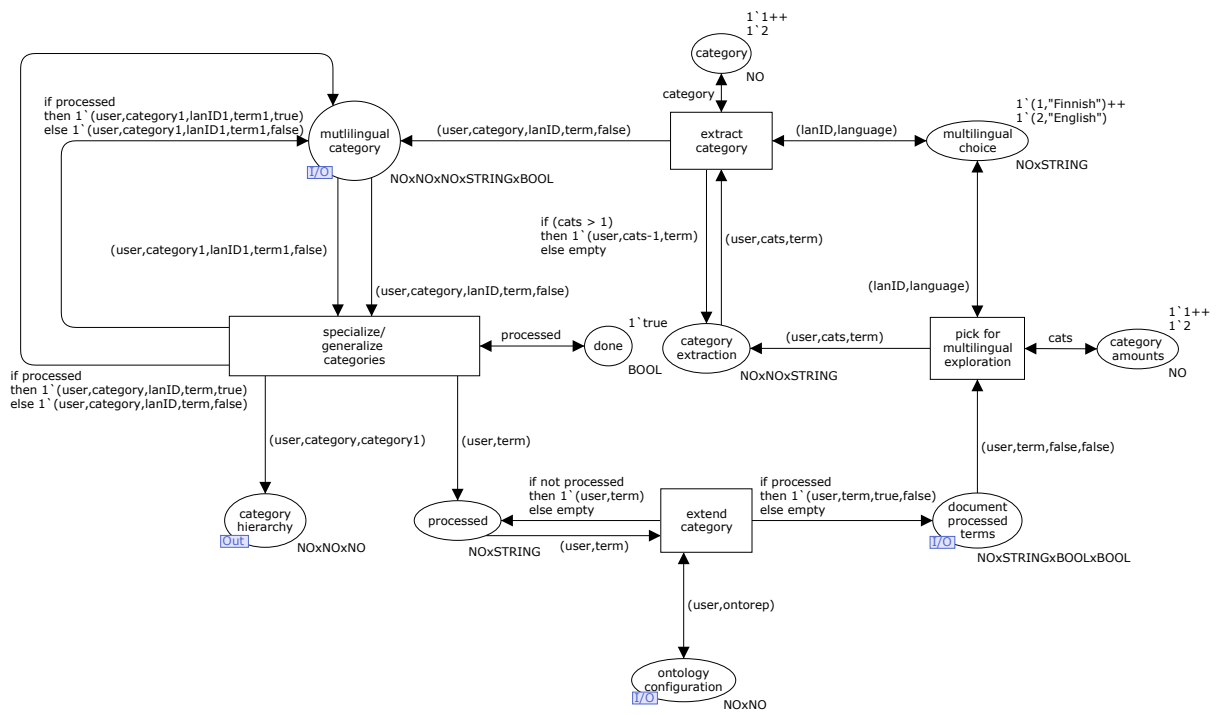 1`1++
1`2
category
NO
category
if processed
then 1`(user,category1,lanID1,term1,true)
else 1`(user,category1,lanID1,term1,false)
mutlilingual
category
I/O
NOxNOxNOxSTRINGxBOOL
(user,category,lanID,term,false)
extract
category
(lanID,language)
1`(1,"Finnish")++
1`(2,"English")
multilingual
choice
NOxSTRING
if (cats > 1)
then 1`(user,cats-1,term)
else empty
(user,cats,term)
(user,category1,lanID1,term1,false)
(user,category,lanID,term,false)
(lanID,language)
specialize/
generalize
categories
processed
1`true
done
BOOL
category
extraction
NOxNOxSTRING
(user,cats,term)
pick for
multilingual
exploration
cats
1`1++
1`2
category
amounts
NO
if processed
then 1`(user,category,lanID,term,true)
else 1`(user,category,lanID,term,false)
(user,category,category1)
(user,term)
(user,term,false,false)
category
hierarchy
Out
NOxNOxNO
processed
NOxSTRING
if not processed
then 1`(user,term)
else empty
(user,term)
extend
category
if processed
then 1`(user,term,true,false)
else empty
document
processed
terms
I/O
NOxSTRINGxBOOLxBOOL
(user,ontorep)
ontology
configuration
I/O
NOxNO